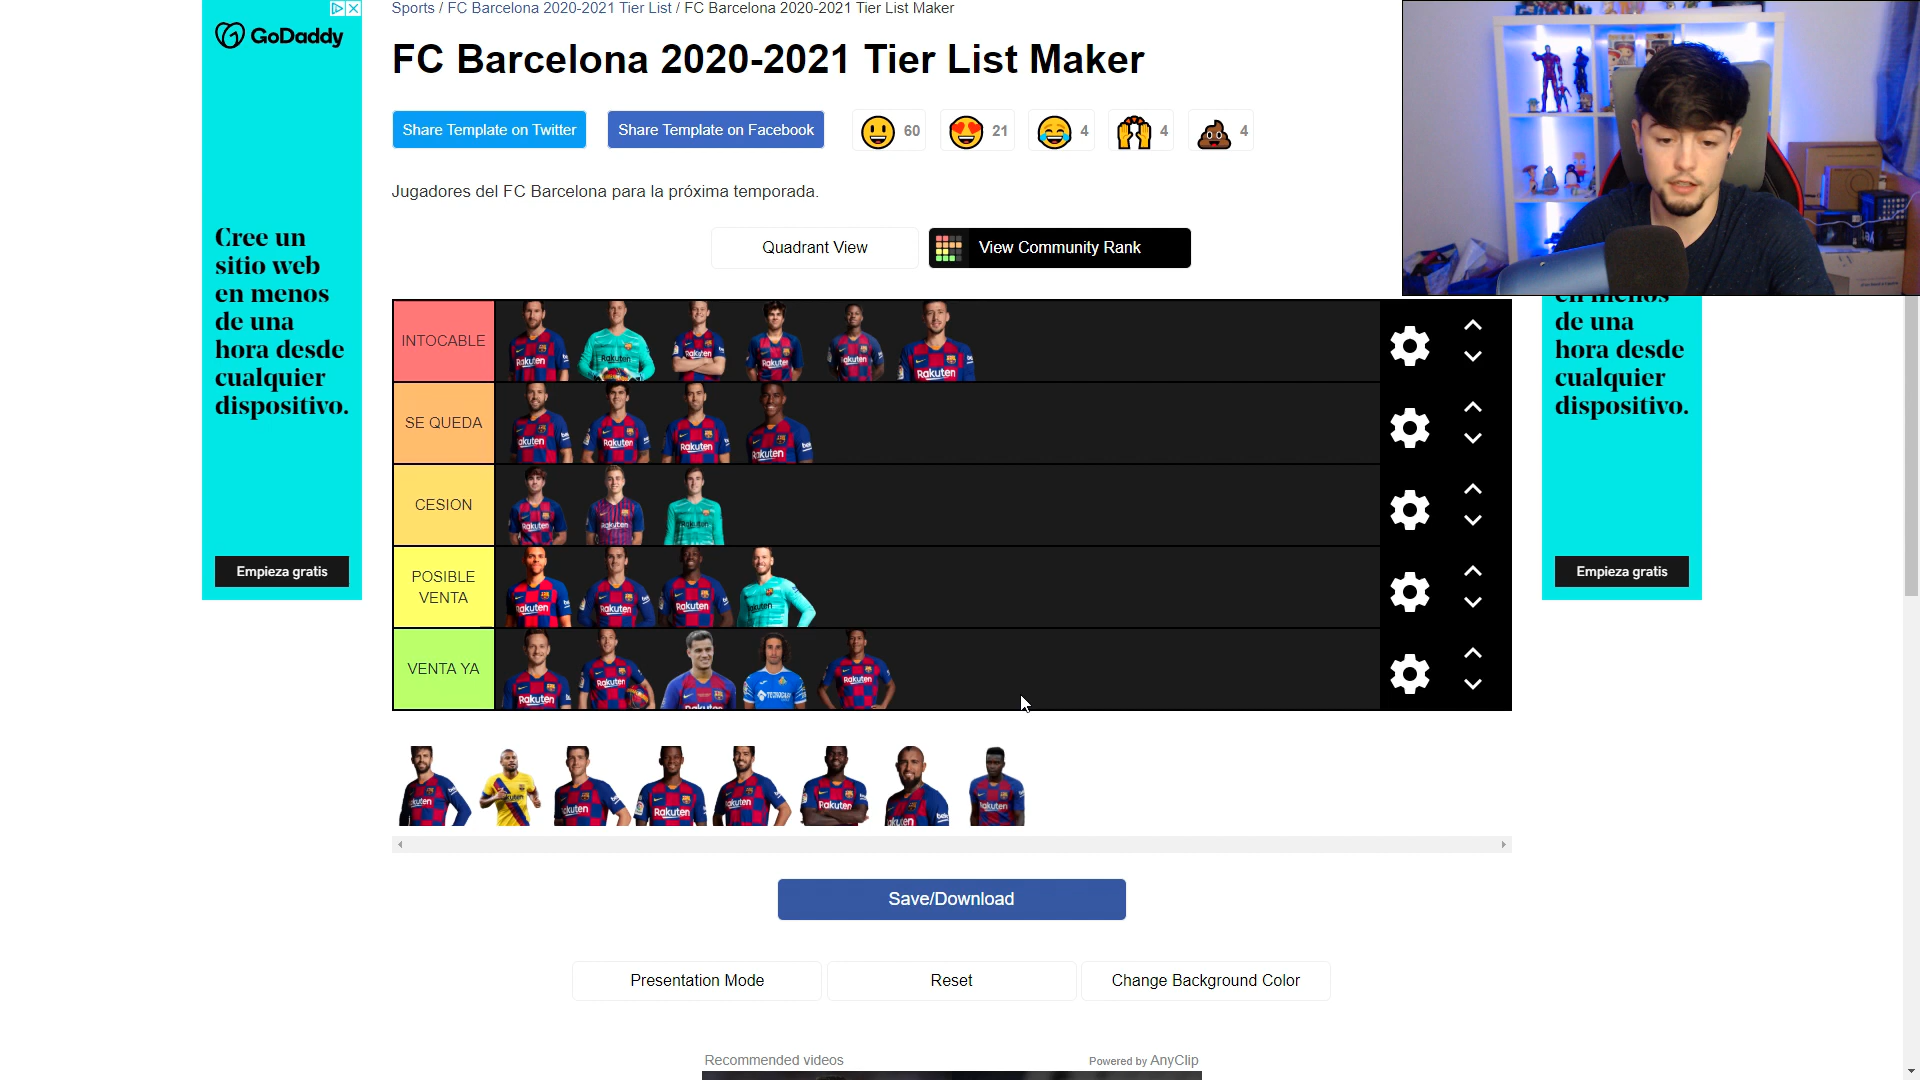 Sports / FC Barcelona 2020-2021 Tier List / FC Barcelona 2020-2021 Tier List Maker
GoDaddy
FC Barcelona 2020-2021 Tier List Maker
Share Template on Twitter
Share Template on Facebook
60
21
4
4
4
Jugadores del FC Barcelona para la próxima temporada.
Quadrant View
View Community Rank
Cree un
sitio web
en menos
de una
hora desde
cualquier
dispositivo.
Empieza gratis
en menos
de una
hora desde
cualquier
dispositivo.
Empieza gratis
INTOCABLE
SE QUEDA
CESION
POSIBLE
VENTA
VENTA YA
Save/Download
Presentation Mode
Reset
Change Background Color
Recommended videos
Powered by AnyClip